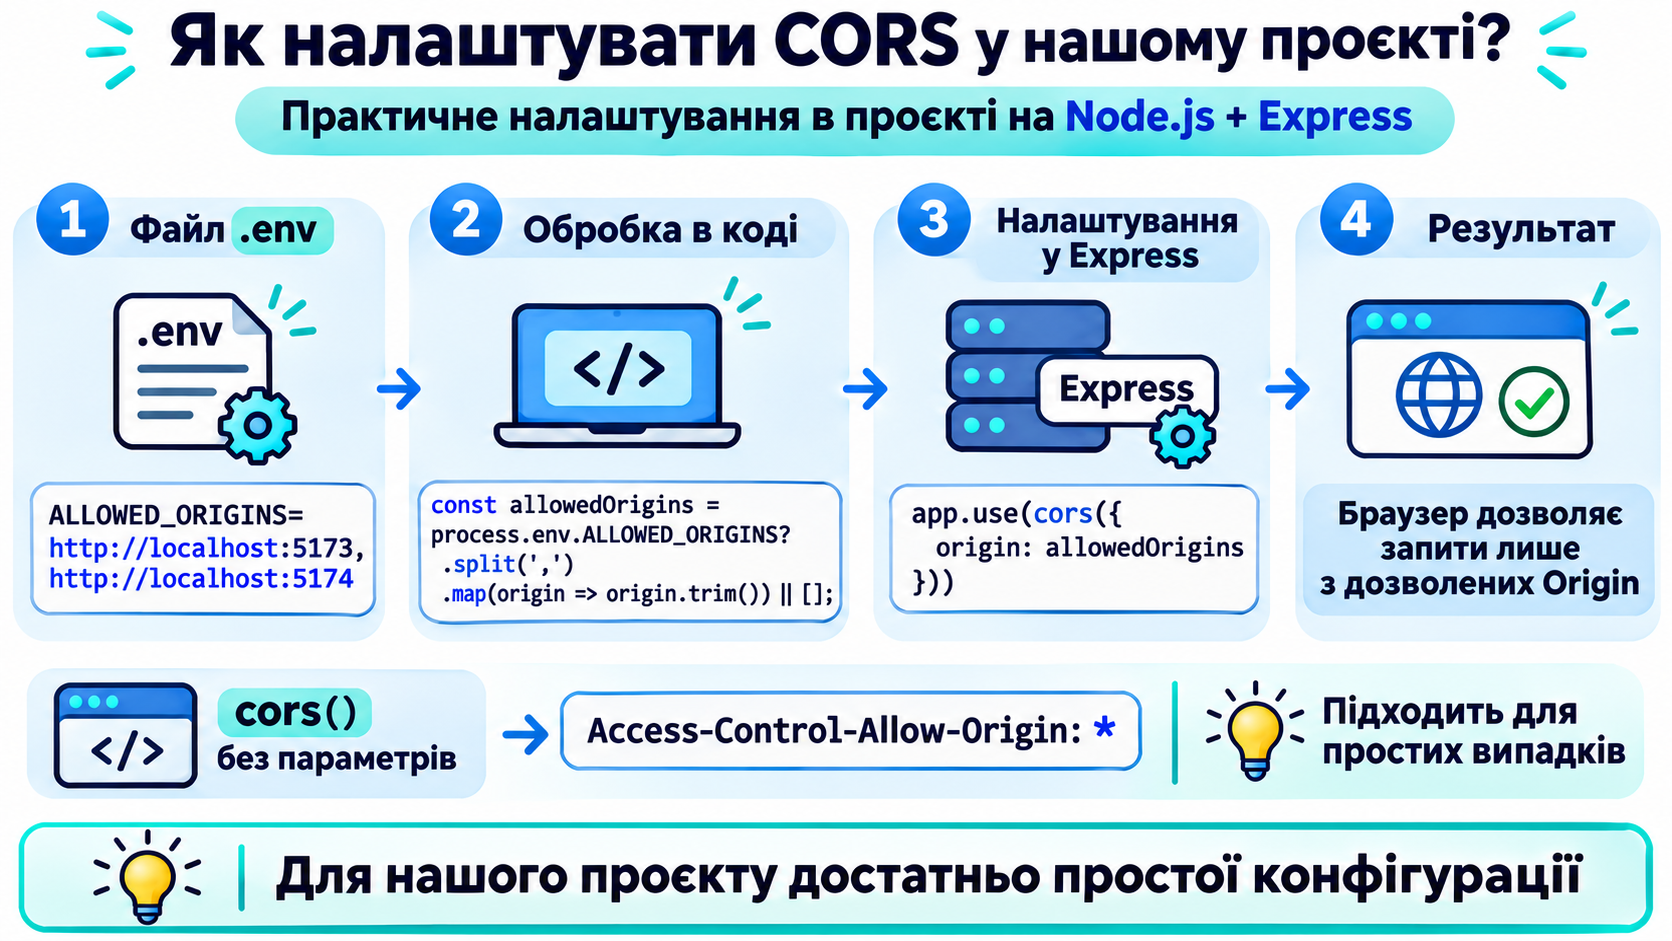 Як налаштувати CORS у нашому проєкті?
Практичне налаштування в проєкті на Node.js + Express
1
Файл .env
.env
ALLOWED_ORIGINS=
http://localhost:5173,
http://localhost:5174
2
Обробка в коді
</>
const allowedOrigins =
process.env.ALLOWED_ORIGINS?
.split(',')
.map(origin => origin.trim()) || [];
3
Налаштування
у Express
Express
app.use(cors({
origin: allowedOrigins
}))
4
Результат
Браузер дозволяє
запити лише
з дозволених Origin
</>
cors()
без параметрів
Access-Control-Allow-Origin: *
Підходить для
простих випадків
Для нашого проєкту достатньо простої конфігурації